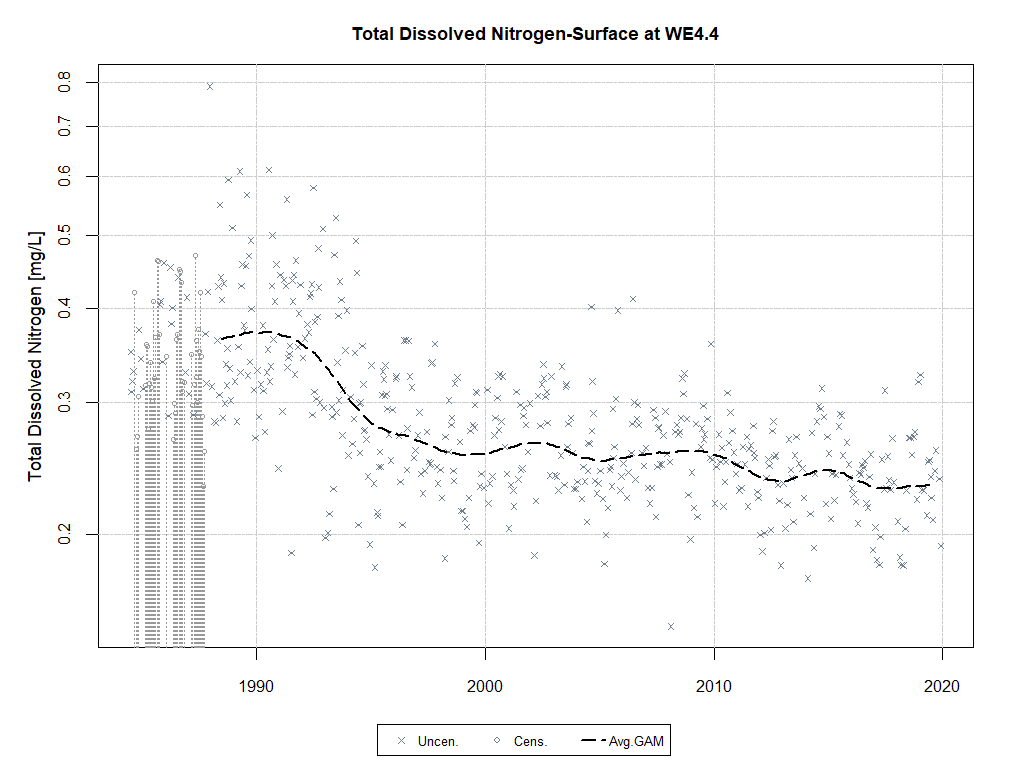 Total Dissolved Nitrogen-Surface at WE4.4
Total Dissolved Nitrogen [mg/L]
0.8
0.7
0.6
0.5
0.4
0.3
0.2
1990 2000 2010 2020
Uncen. Cens. Avg.GAM